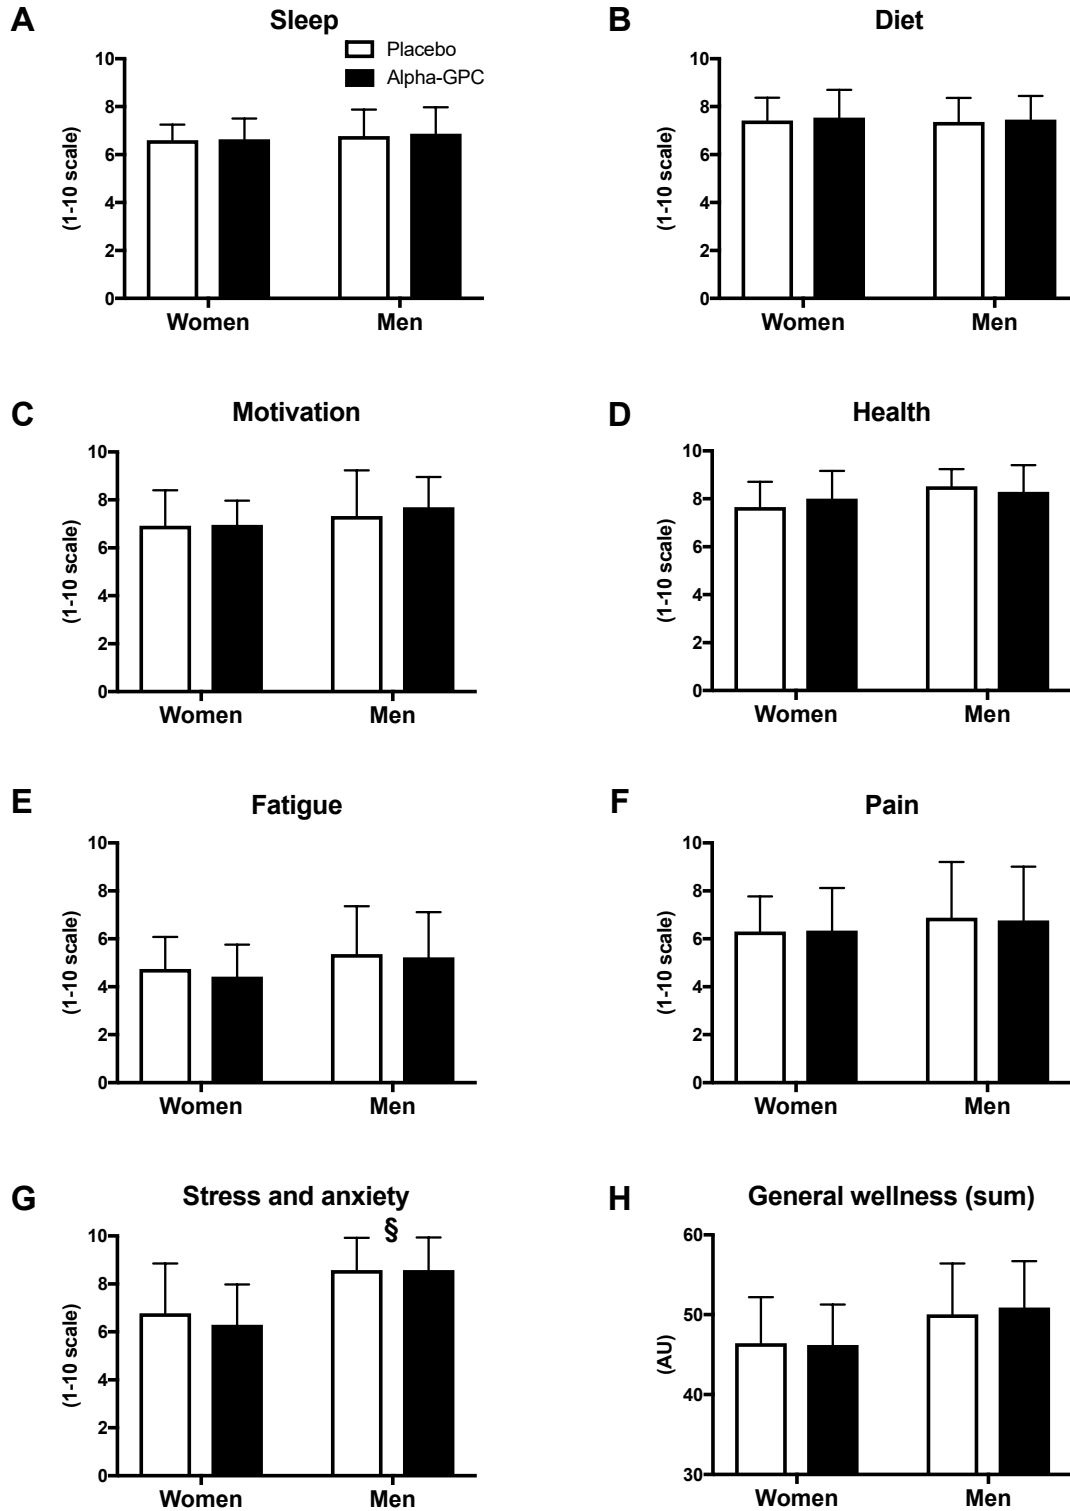 A
Sleep
Placebo
Alpha-GPC
10
8
6
4
2
0
(1-10 scale)
Women
Men
B
Diet
10
8
6
4
2
0
(1-10 scale)
Women
Men
C
Motivation
10
8
6
4
2
0
(1-10 scale)
Women
Men
D
Health
10
8
6
4
2
0
(1-10 scale)
Women
Men
E
Fatigue
10
8
6
4
2
0
(1-10 scale)
Women
Men
F
Pain
10
8
6
4
2
0
(1-10 scale)
Women
Men
G
Stress and anxiety
§
10
8
6
4
2
0
(1-10 scale)
Women
Men
H
General wellness (sum)
60
50
40
30
(AU)
Women
Men